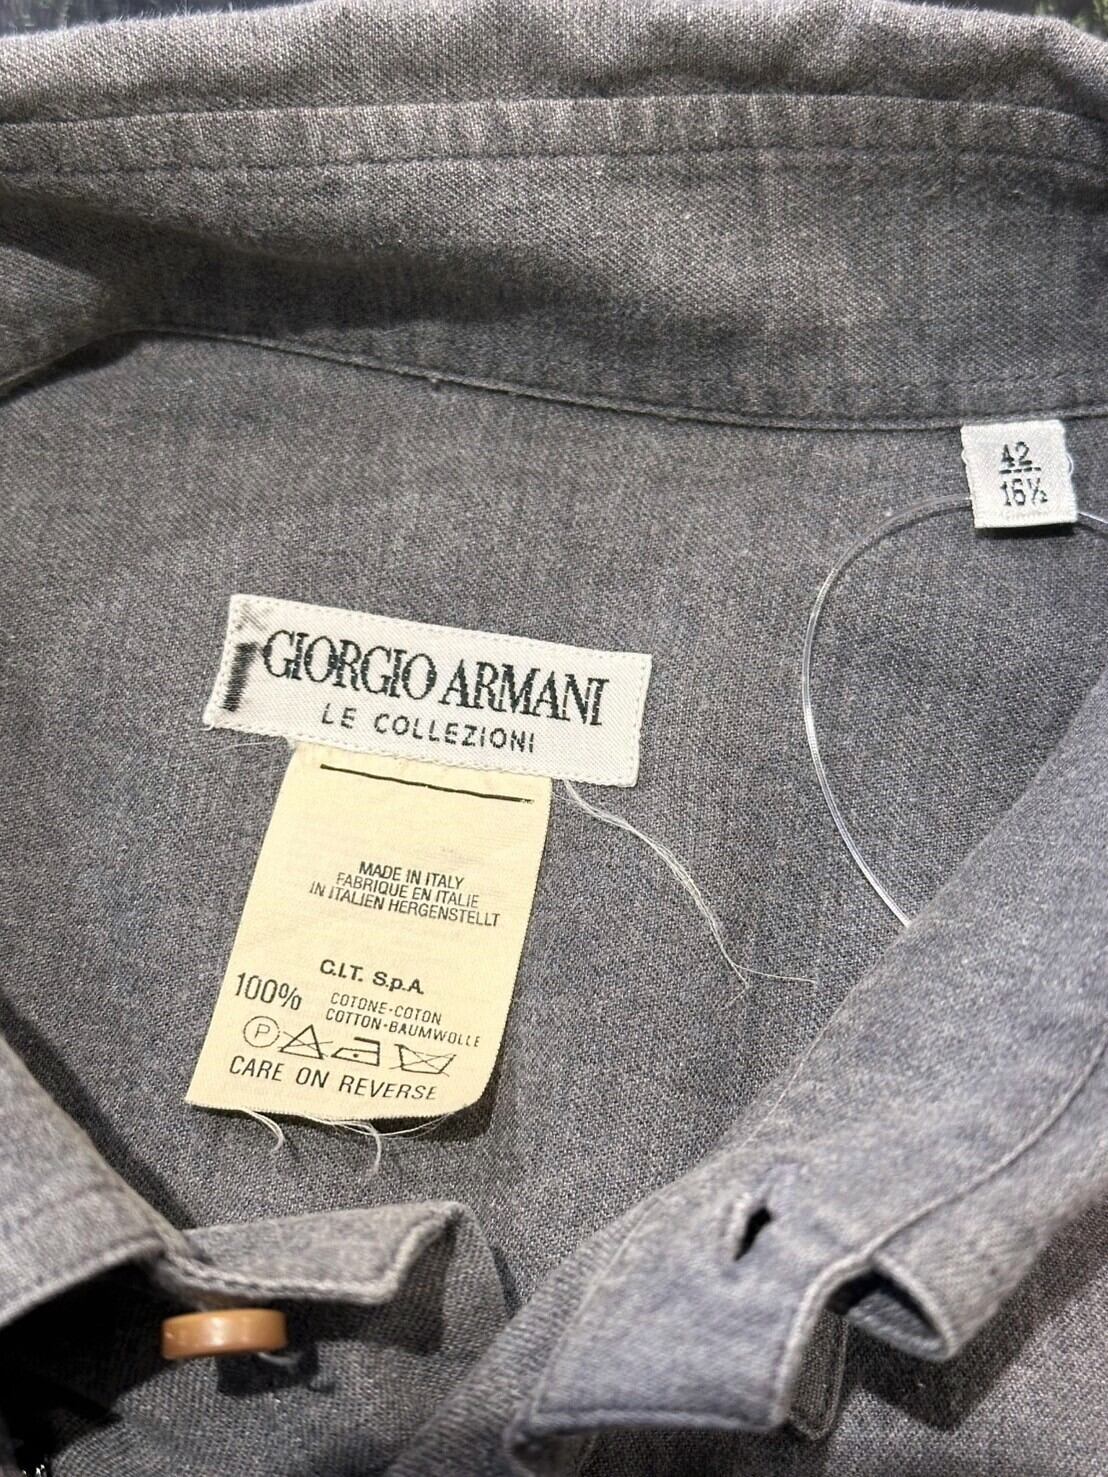 42
16½
GIORGIO ARMANI
LE COLLEZIONI
MADE IN ITALY
FABRIQUE EN ITALIE
IN ITALIEN HERGENSTELLT
C.I.T. S.p.A.
100% COTONE-COTON
COTTON-BAUMWOLLE
P
CARE ON REVERSE